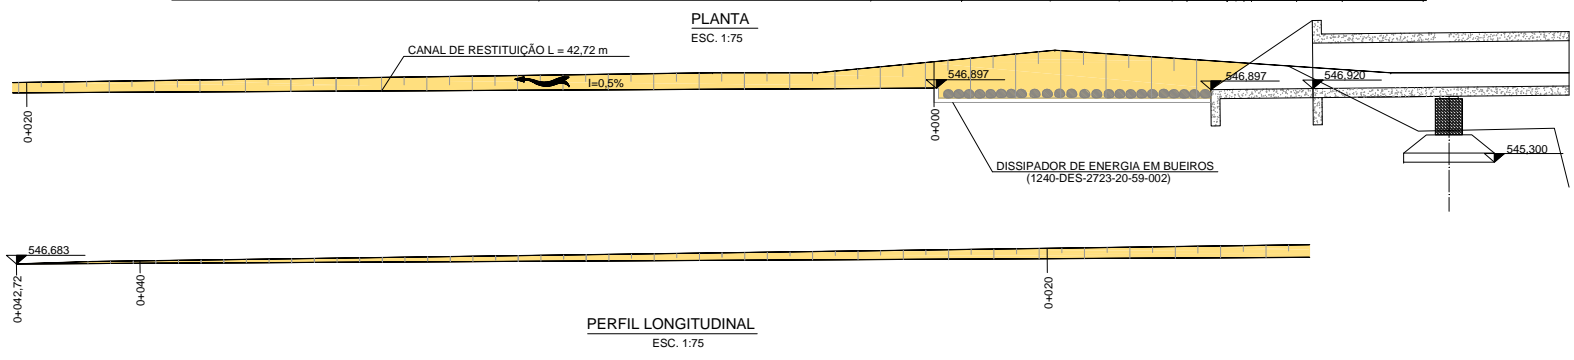 PLANTA
ESC. 1:75
CANAL DE RESTITUIÇÃO L = 42,72 m
I=0,5%
546,897
546,897
546,920
0+020
0+000
545,300
DISSIPADOR DE ENERGIA EM BUEIROS
(1240-DES-2723-20-59-002)
546,683
0+042,72
0+040
0+020
PERFIL LONGITUDINAL
ESC. 1:75